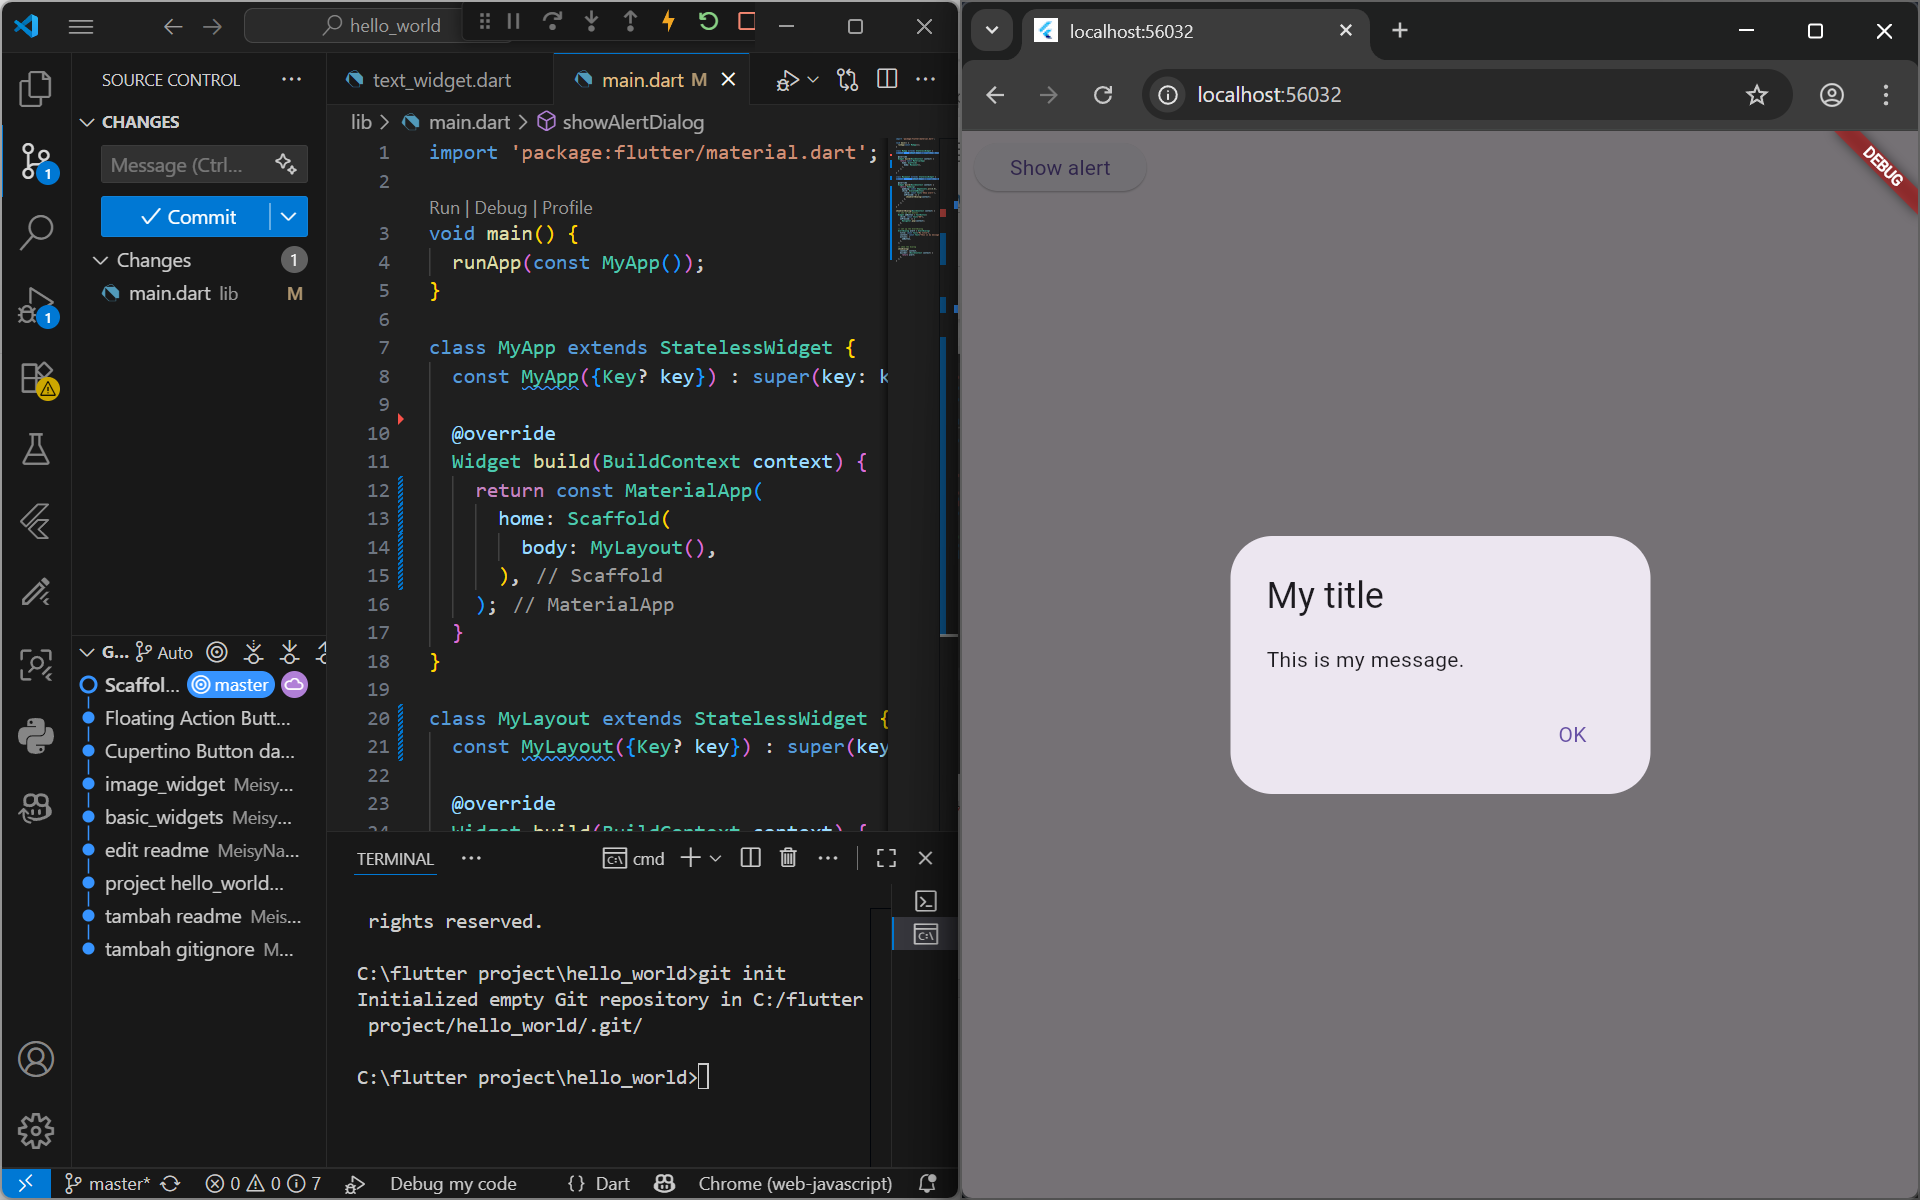 hello_world
SOURCE CONTROL
CHANGES
Message (Ctrl...
Commit
Changes 1
main.dart lib M
1
1
G... Auto
Scaffol... master
Floating Action Butt...
Cupertino Button da...
image_widget Meisy...
basic_widgets Meisy...
edit readme MeisyNa...
project hello_world...
tambah readme Meis...
tambah gitignore M...
text_widget.dart
main.dart M
lib > main.dart > showAlertDialog
1 import 'package:flutter/material.dart';
2
Run | Debug | Profile
3 void main() {
4 runApp(const MyApp());
5 }
6
7 class MyApp extends StatelessWidget {
8 const MyApp({Key? key}) : super(key: k
9
10 @override
11 Widget build(BuildContext context) {
12 return const MaterialApp(
13 home: Scaffold(
14 body: MyLayout(),
15 ), // Scaffold
16 ); // MaterialApp
17 }
18 }
19
20 class MyLayout extends StatelessWidget {
21 const MyLayout({Key? key}) : super(key
22
23 @override
24 Widget build(BuildContext context) {
TERMINAL
cmd
rights reserved.
C:\flutter project\hello_world>git init
Initialized empty Git repository in C:/flutter
project/hello_world/.git/
C:\flutter project\hello_world>
master* 0 0 7 Debug my code {} Dart Chrome (web-javascript)
localhost:56032
localhost:56032
Show alert
DEBUG
My title
This is my message.
OK